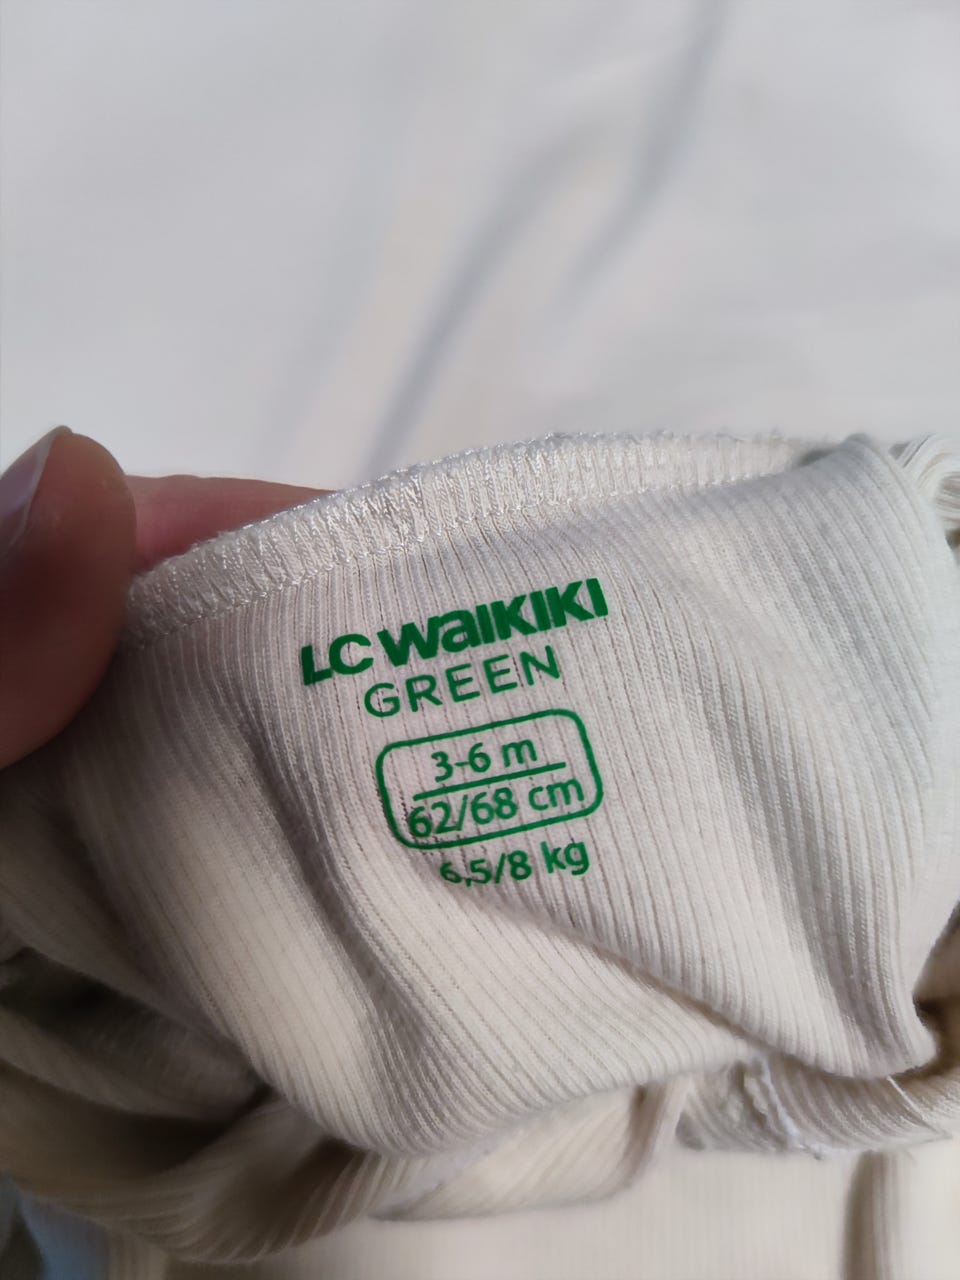 LC WAIKIKI
GREEN
3-6 m
62/68 cm
6,5/8 kg